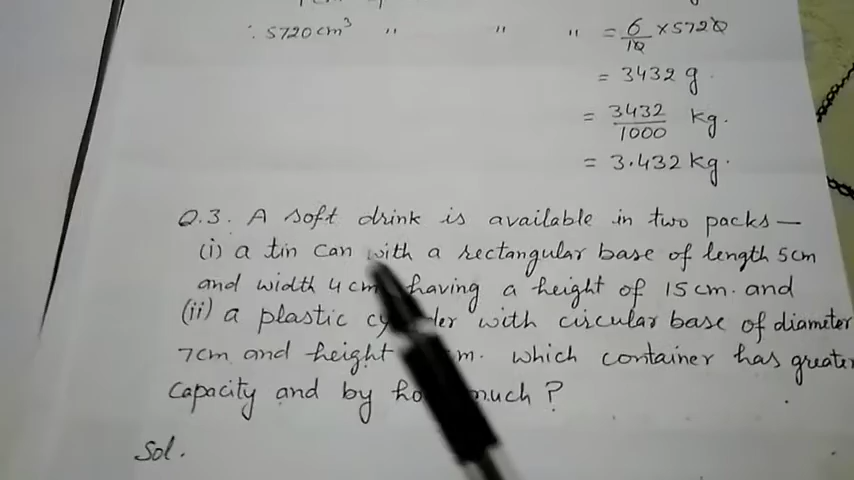 ∴ 5720 cm³ " " " = 6/10 × 5720
= 3432 g.
= 3432/1000 kg.
= 3.432 kg.
Q.3. A soft drink is available in two packs —
(i) a tin can with a rectangular base of length 5cm
and width 4 cm, having a height of 15 cm. and
(ii) a plastic cy der with circular base of diameter
7cm and height m. which container has greater
Capacity and by ho much ?
Sol.